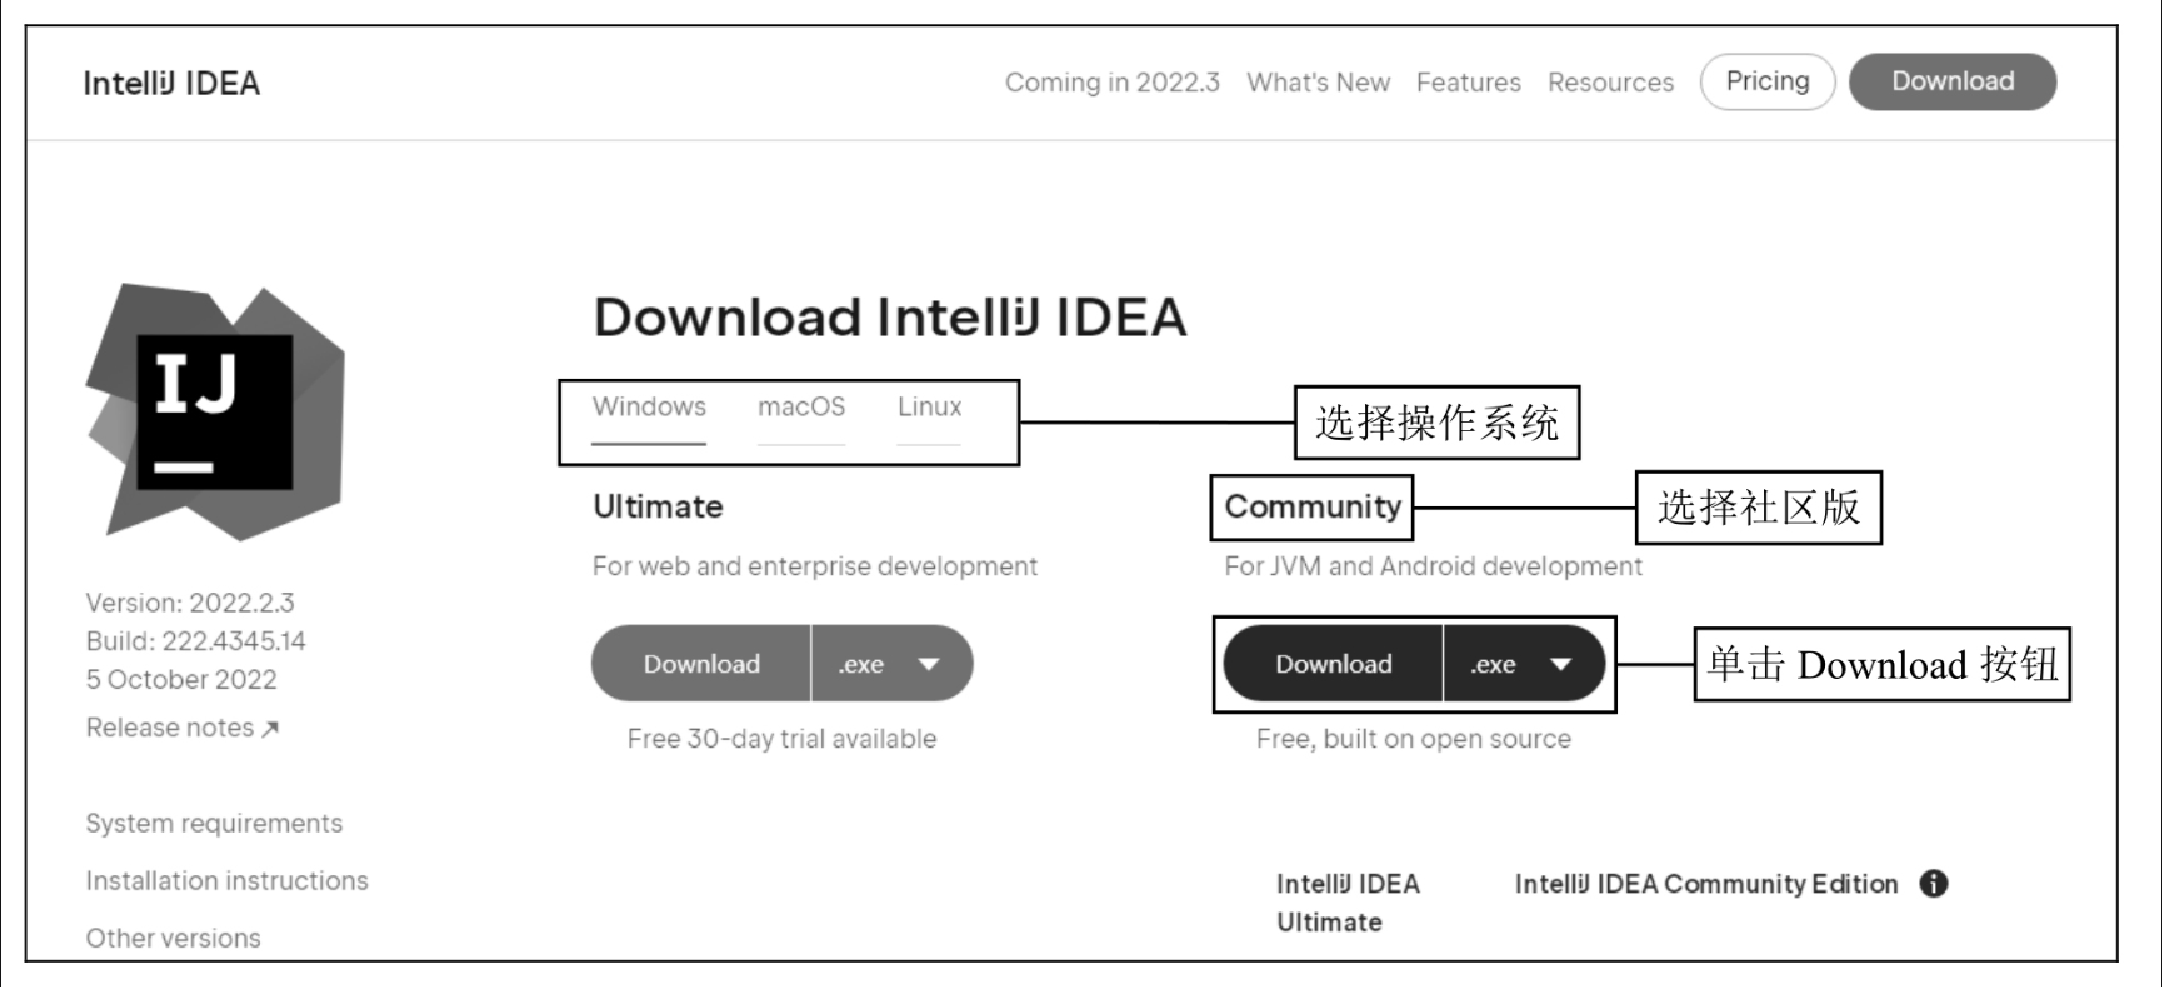 IntelliJ IDEA
Coming in 2022.3 What's New Features Resources Pricing Download
IJ
Download IntelliJ IDEA
Windows macOS Linux
选择操作系统
Ultimate
Community
选择社区版
For web and enterprise development
For JVM and Android development
Version: 2022.2.3
Build: 222.4345.14
5 October 2022
Release notes ↗
Download .exe
Download .exe
单击 Download 按钮
Free 30-day trial available
Free, built on open source
System requirements
Installation instructions
Other versions
IntelliJ IDEA
Ultimate
IntelliJ IDEA Community Edition